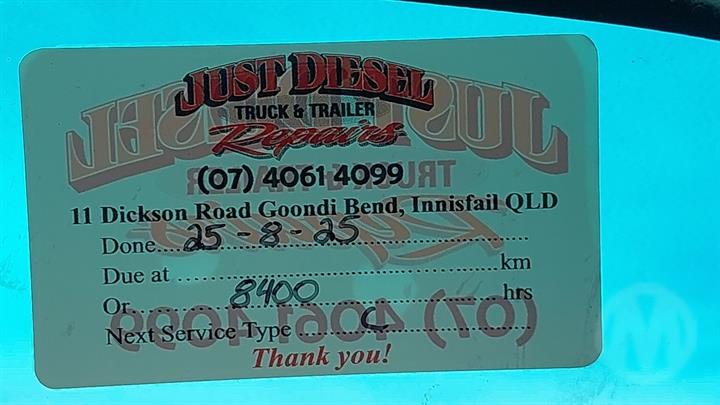 JUST DIESEL
TRUCK & TRAILER
Repairs
(07) 4061 4099
11 Dickson Road Goondi Bend, Innisfail QLD
Done 25-8-25
Due at ........ km
Or 8400 hrs
Next Service Type C
Thank you!
M